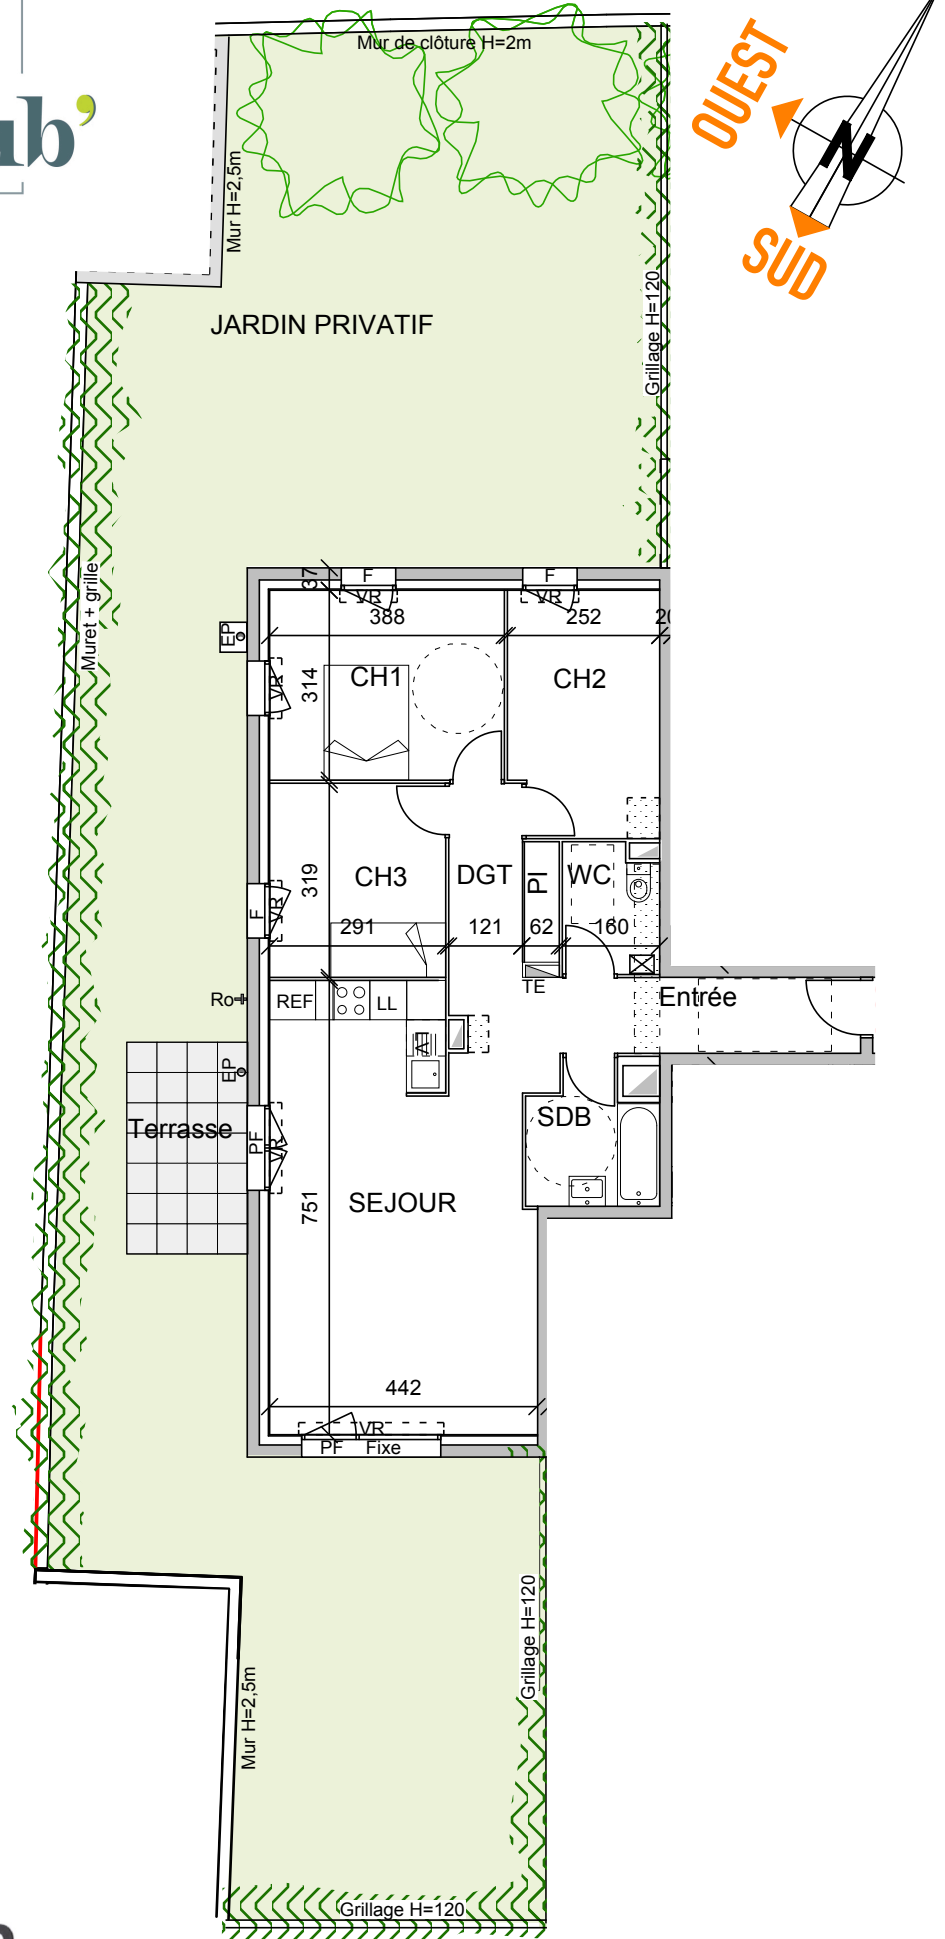 Mur de clôture H=2m
OUEST
N
SUD
ub’
Mur H=2,5m
JARDIN PRIVATIF
Grillage H=120
Muret + grille
37
F
VR
F
VR
388
252
EP
VR
314
CH1
CH2
319
CH3
DGT
PI
WC
F
VR
291
121
62
160
TE
Ro
REF
LL
Entrée
EP
Terrasse
PF
VR
SDB
751
SEJOUR
442
VR
PF
Fixe
Grillage H=120
Mur H=2,5m
Grillage H=120